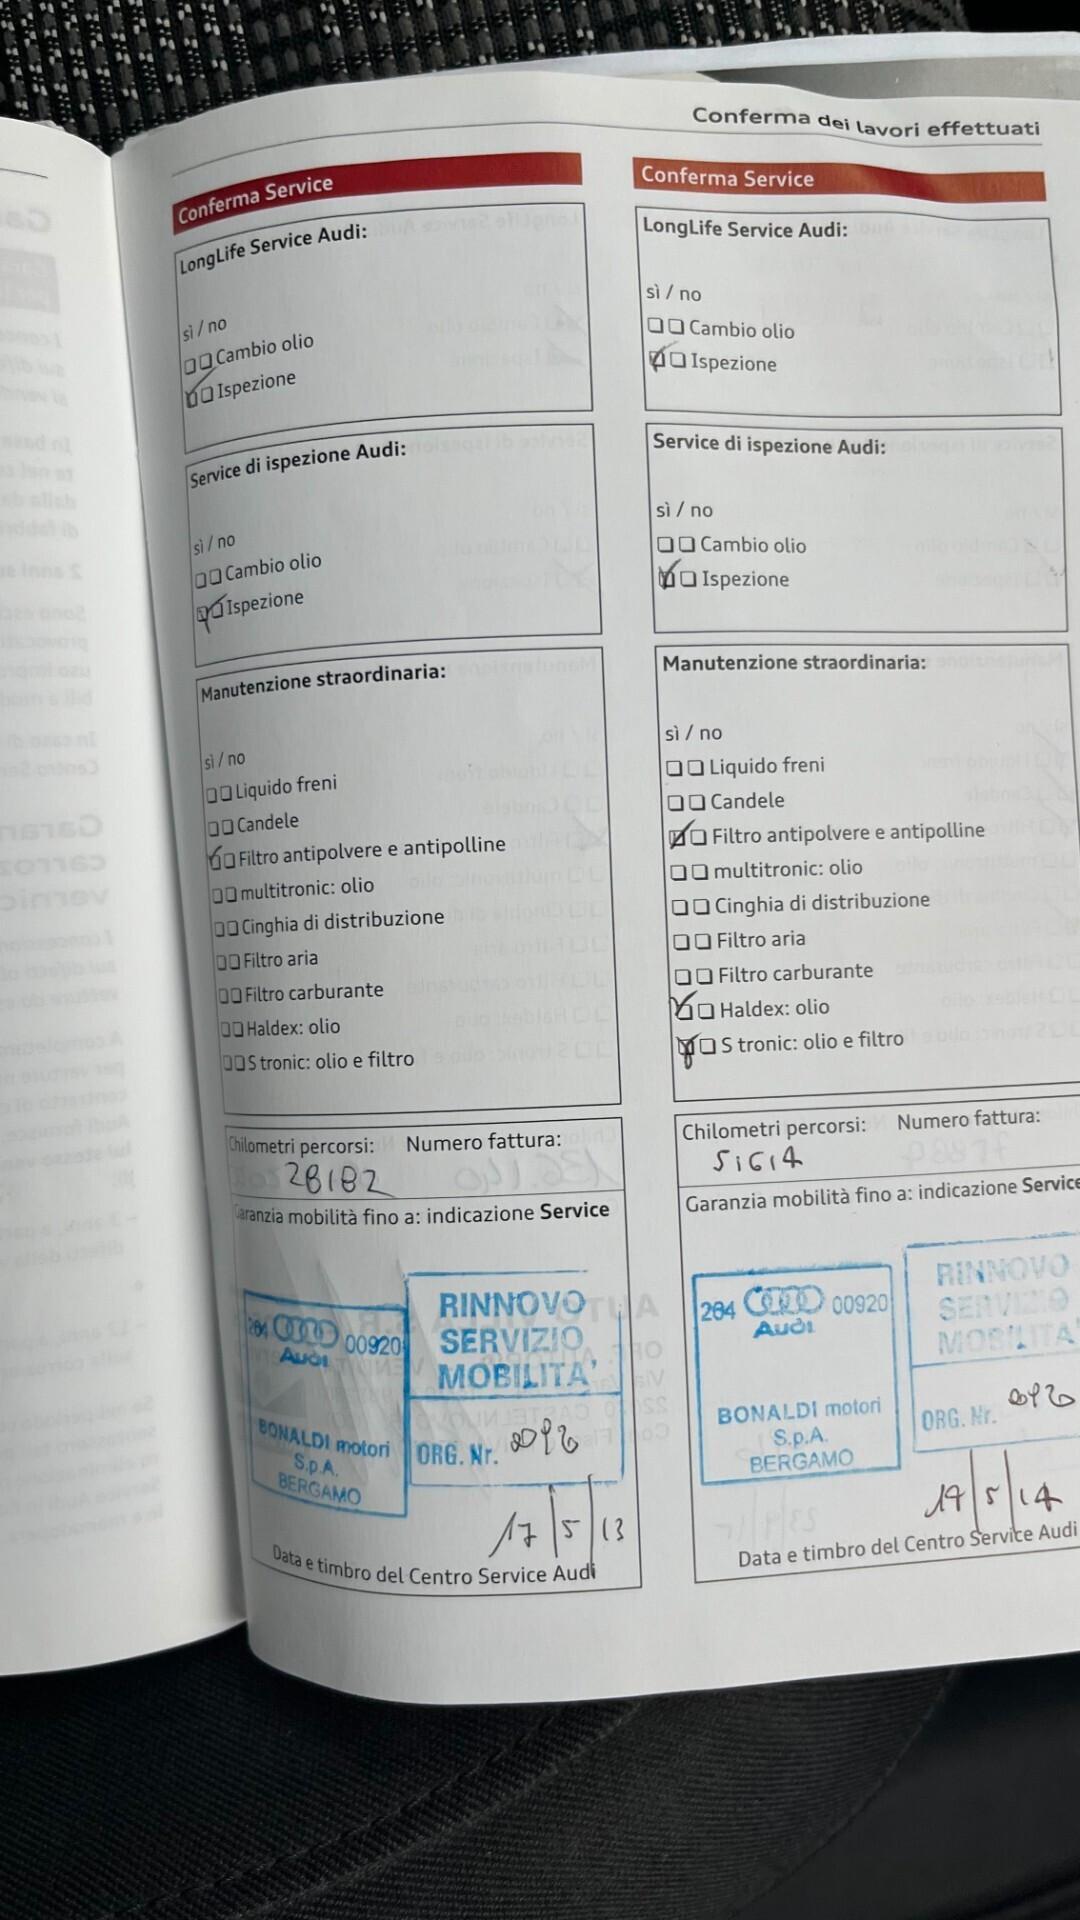 Conferma dei lavori effettuati
Conferma Service
LongLife Service Audi:
sì / no
Cambio olio
Ispezione
Service di ispezione Audi:
sì / no
Cambio olio
Ispezione
Manutenzione straordinaria:
sì / no
Liquido freni
Candele
Filtro antipolvere e antipolline
multitronic: olio
Cinghia di distribuzione
Filtro aria
Filtro carburante
Haldex: olio
S tronic: olio e filtro
Chilometri percorsi: Numero fattura:
28182
Garanzia mobilità fino a: indicazione Service
284 00920
Audi
BONALDI motori
S.p.A.
BERGAMO
RINNOVO
SERVIZIO
MOBILITA'
ORG. Nr.
17/5/13
Data e timbro del Centro Service Audi
Conferma Service
LongLife Service Audi:
sì / no
Cambio olio
Ispezione
Service di ispezione Audi:
sì / no
Cambio olio
Ispezione
Manutenzione straordinaria:
sì / no
Liquido freni
Candele
Filtro antipolvere e antipolline
multitronic: olio
Cinghia di distribuzione
Filtro aria
Filtro carburante
Haldex: olio
S tronic: olio e filtro
Chilometri percorsi: Numero fattura:
51614
Garanzia mobilità fino a: indicazione Service
284 00920
Audi
BONALDI motori
S.p.A.
BERGAMO
RINNOVO
SERVIZIO
MOBILITA'
ORG. Nr.
/5/14
Data e timbro del Centro Service Audi